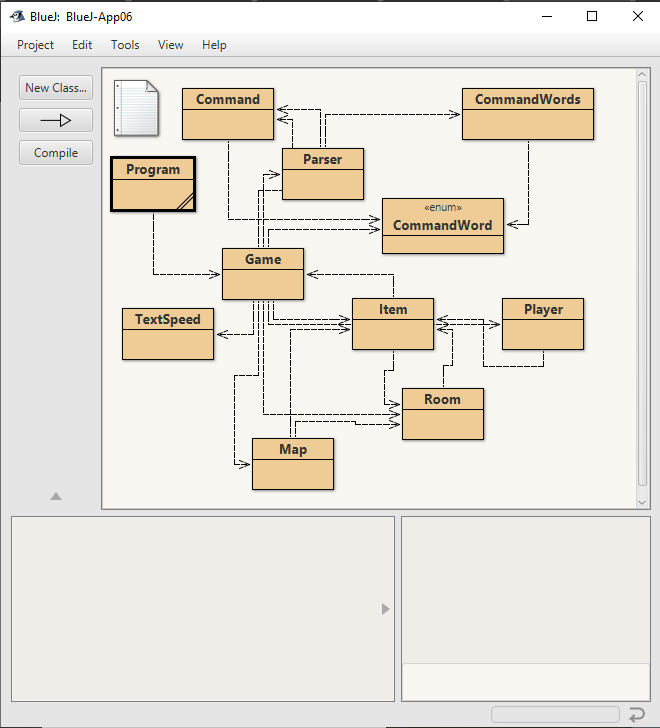 BlueJ: BlueJ-App06
Project Edit Tools View Help
New Class...
Compile
Command
CommandWords
Parser
Program
«enum»
CommandWord
Game
TextSpeed
Item
Player
Room
Map